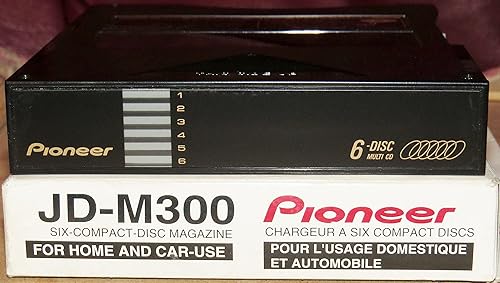 1
2
3
4
5
6
Pioneer
6-DISC
MULTI CD
JD-M300
SIX-COMPACT-DISC MAGAZINE
FOR HOME AND CAR-USE
Pioneer
CHARGEUR A SIX COMPACT DISCS
POUR L'USAGE DOMESTIQUE
ET AUTOMOBILE